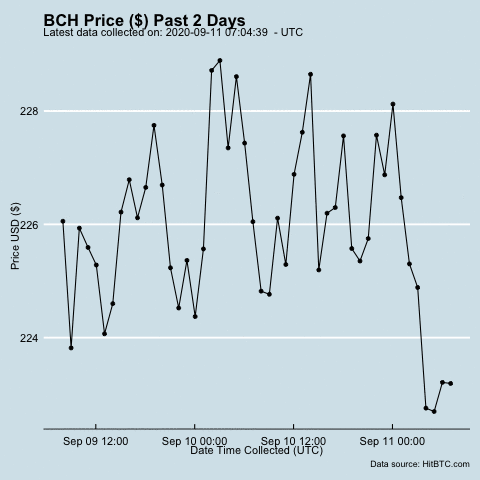 BCH Price ($) Past 2 Days
Latest data collected on: 2020-09-11 07:04:39 - UTC
228
226
224
Price USD ($)
Sep 09 12:00 Sep 10 00:00 Sep 10 12:00 Sep 11 00:00
Date Time Collected (UTC)
Data source: HitBTC.com